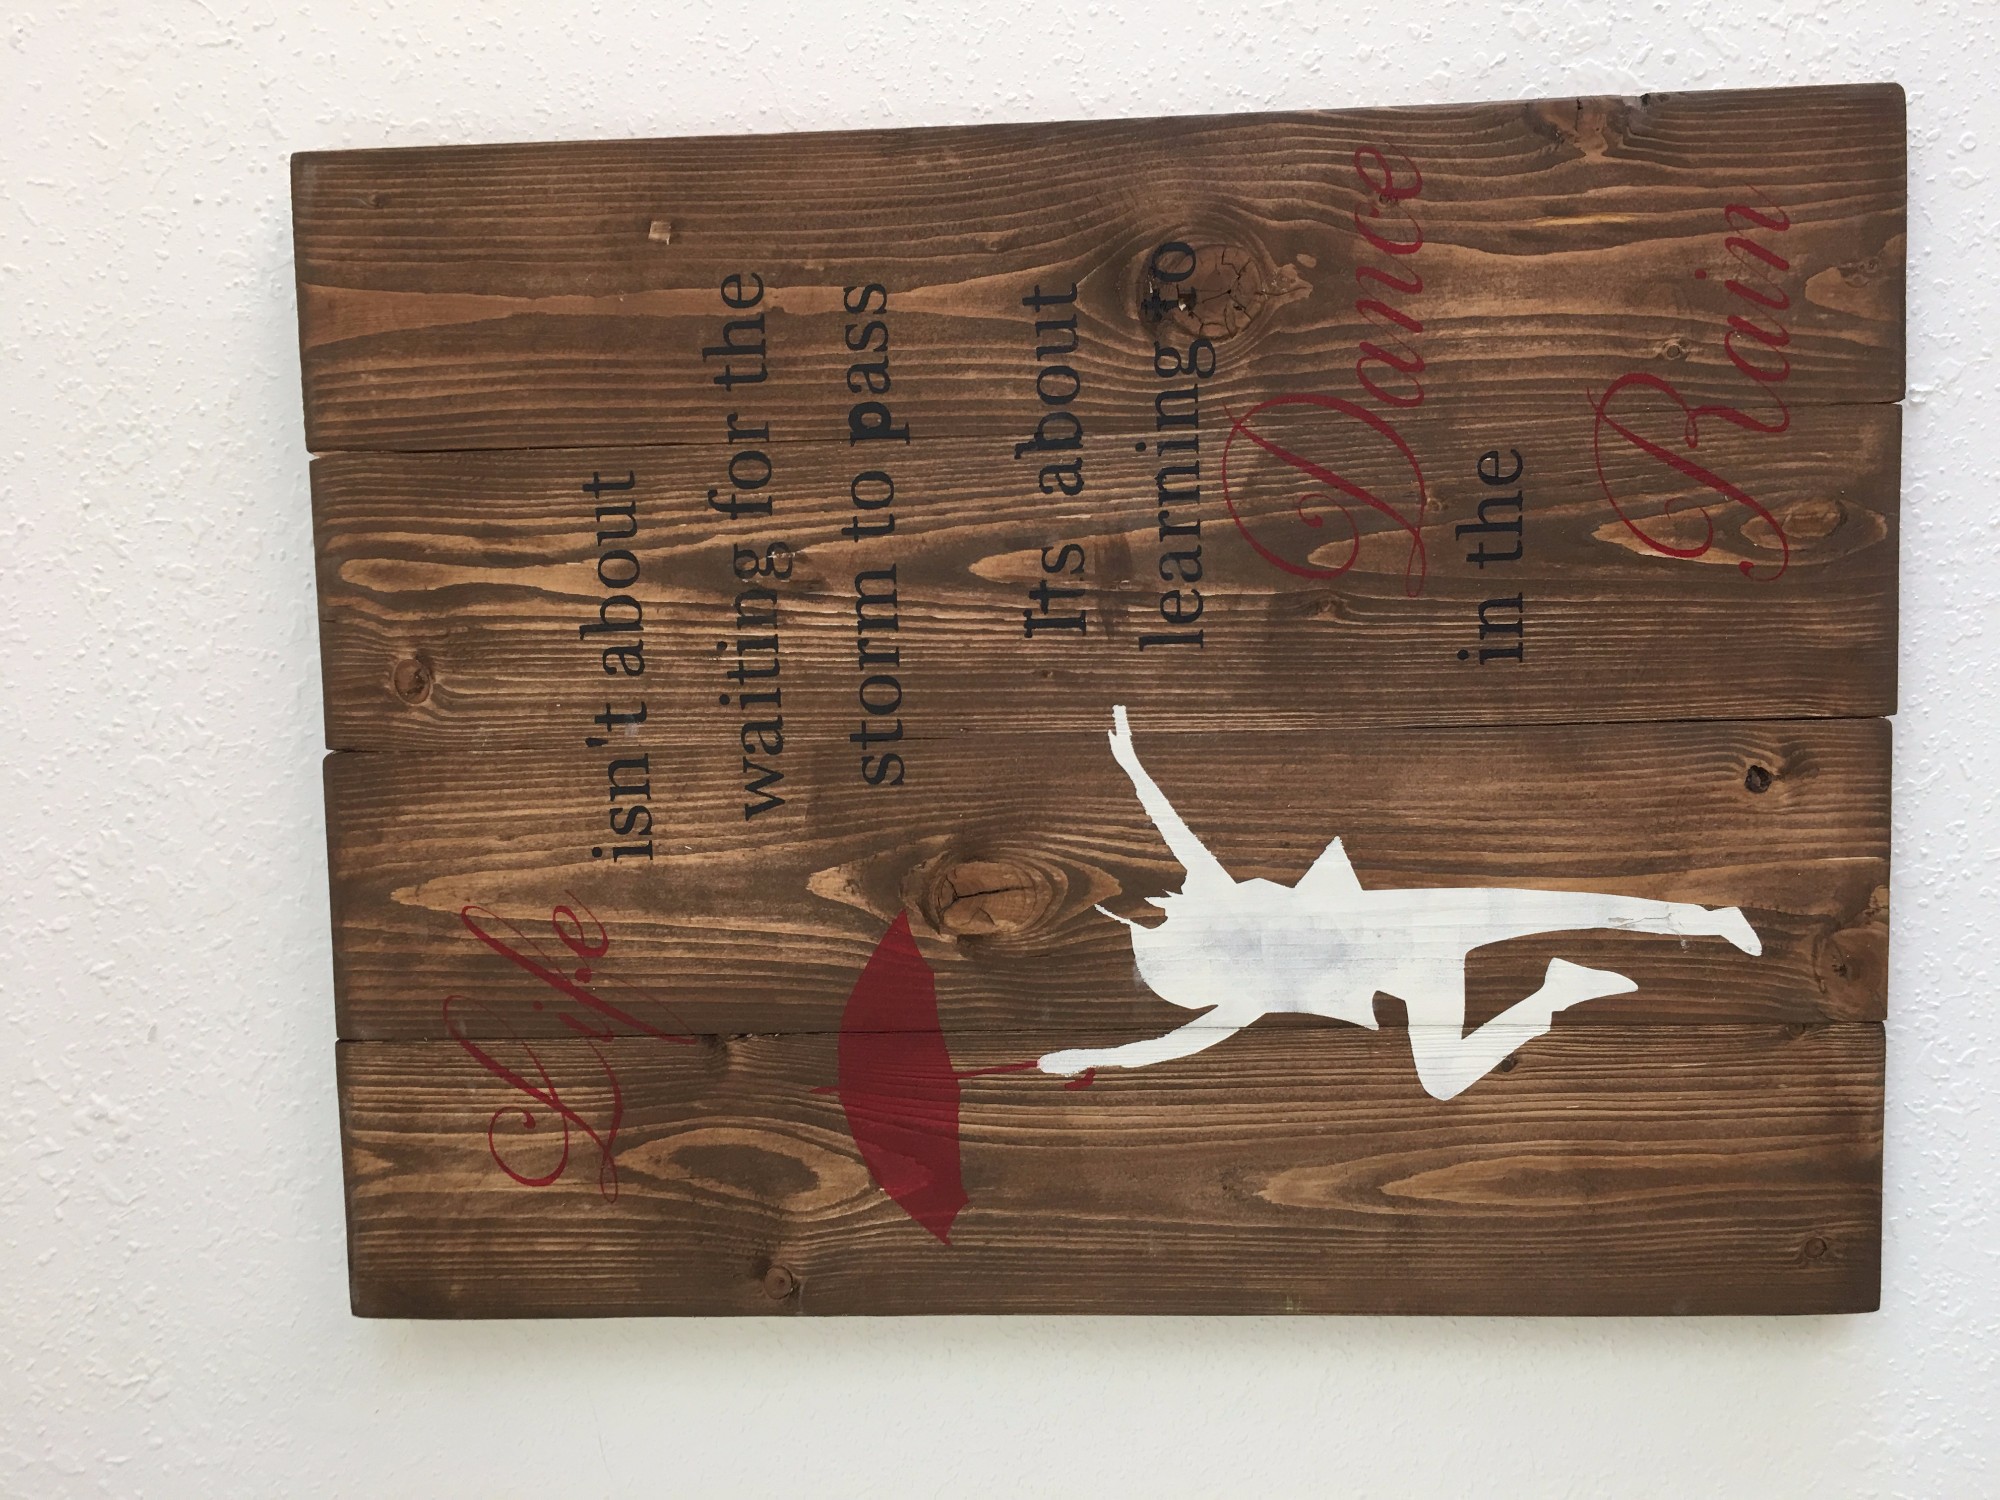 Life isn't about
waiting for the
storm to pass
Its about
learning to
Dance
in the
Rain